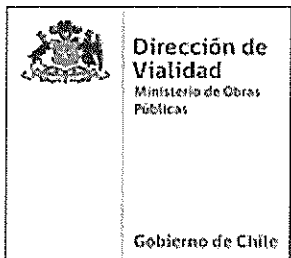 Dirección de
Vialidad
Ministerio de Obras
Públicas
Gobierno de Chile